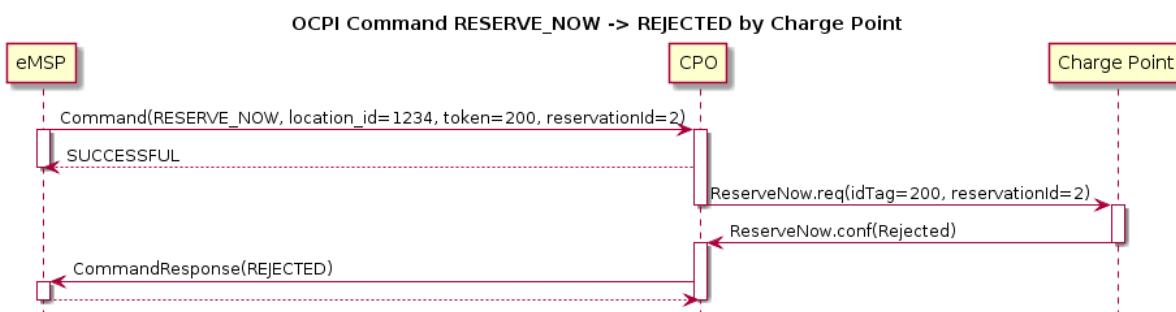 OCPI Command RESERVE_NOW -> REJECTED by Charge Point
eMSP
CPO
Charge Point
Command(RESERVE_NOW, location_id=1234, token=200, reservationId=2)
SUCCESSFUL
ReserveNow.req(idTag=200, reservationId=2)
ReserveNow.conf(Rejected)
CommandResponse(REJECTED)